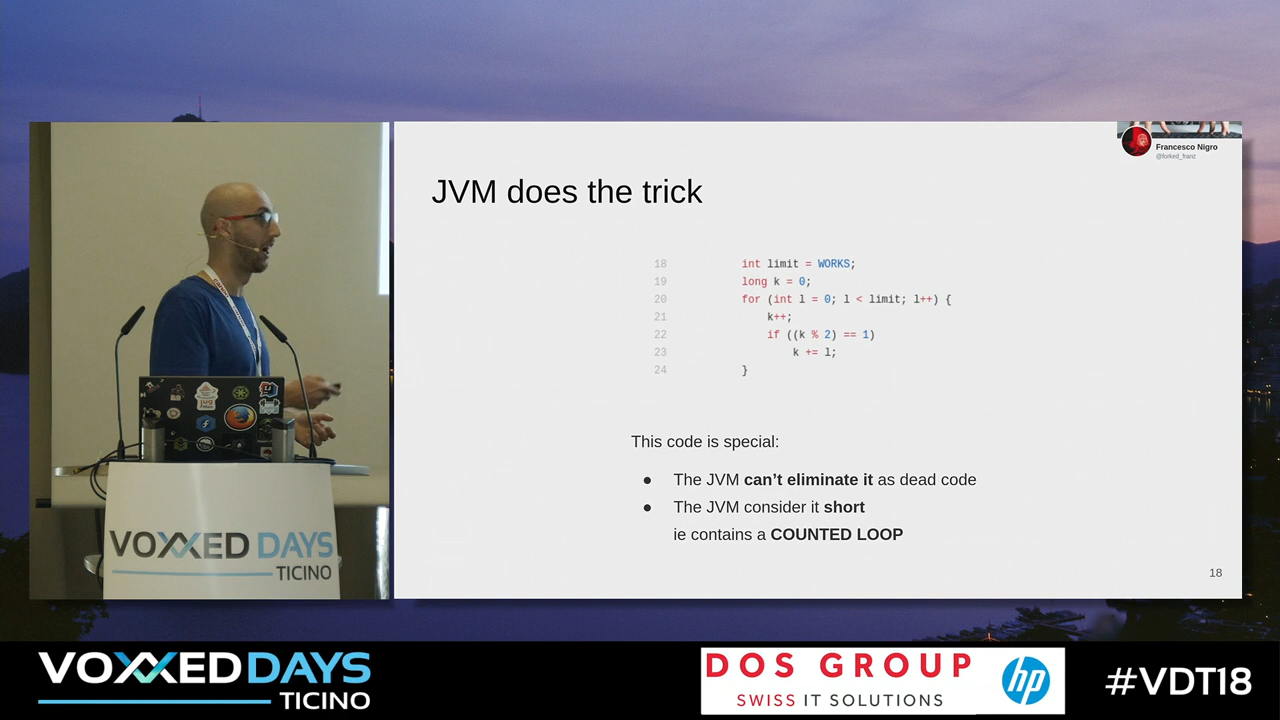 Francesco Nigro
@forked_franz
JVM does the trick
18 int limit = WORKS;
19 long k = 0;
20 for (int l = 0; l < limit; l++) {
21 k++;
22 if ((k % 2) == 1)
23 k += l;
24 }
This code is special:
● The JVM can’t eliminate it as dead code
● The JVM consider it short
ie contains a COUNTED LOOP
18
VOXXED DAYS
TICINO
VOXXED DAYS
TICINO
DOS GROUP
SWISS IT SOLUTIONS
hp
#VDT18